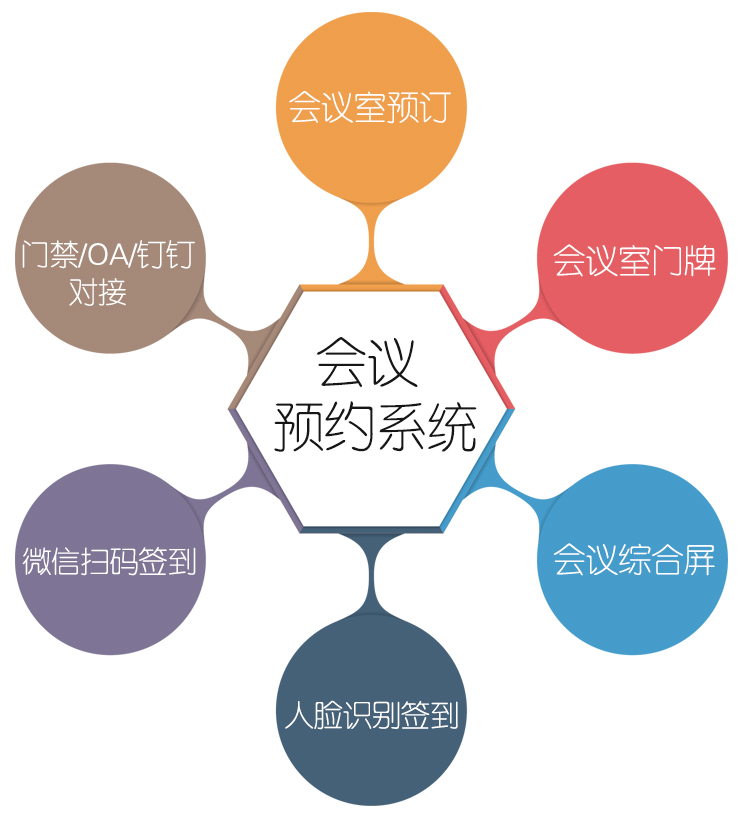 会议室预订
门禁/OA/钉钉
对接
会议室门牌
会议
预约系统
微信扫码签到
会议综合屏
人脸识别签到